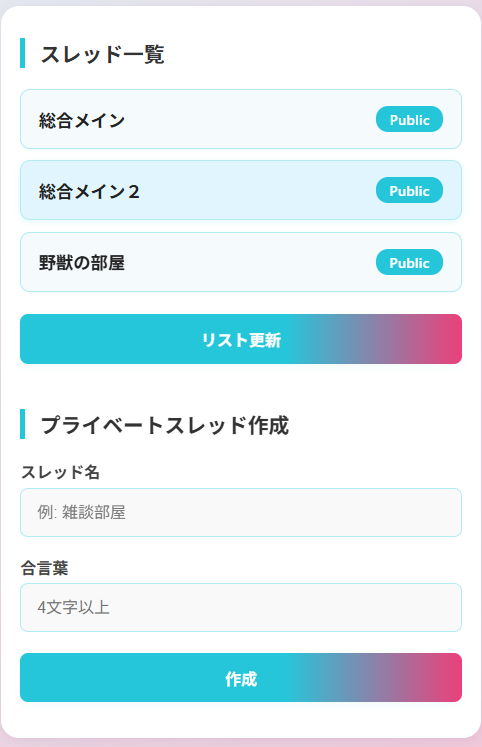 スレッド一覧
総合メイン Public
総合メイン２ Public
野獣の部屋 Public
リスト更新
プライベートスレッド作成
スレッド名
例: 雑談部屋
合言葉
4文字以上
作成